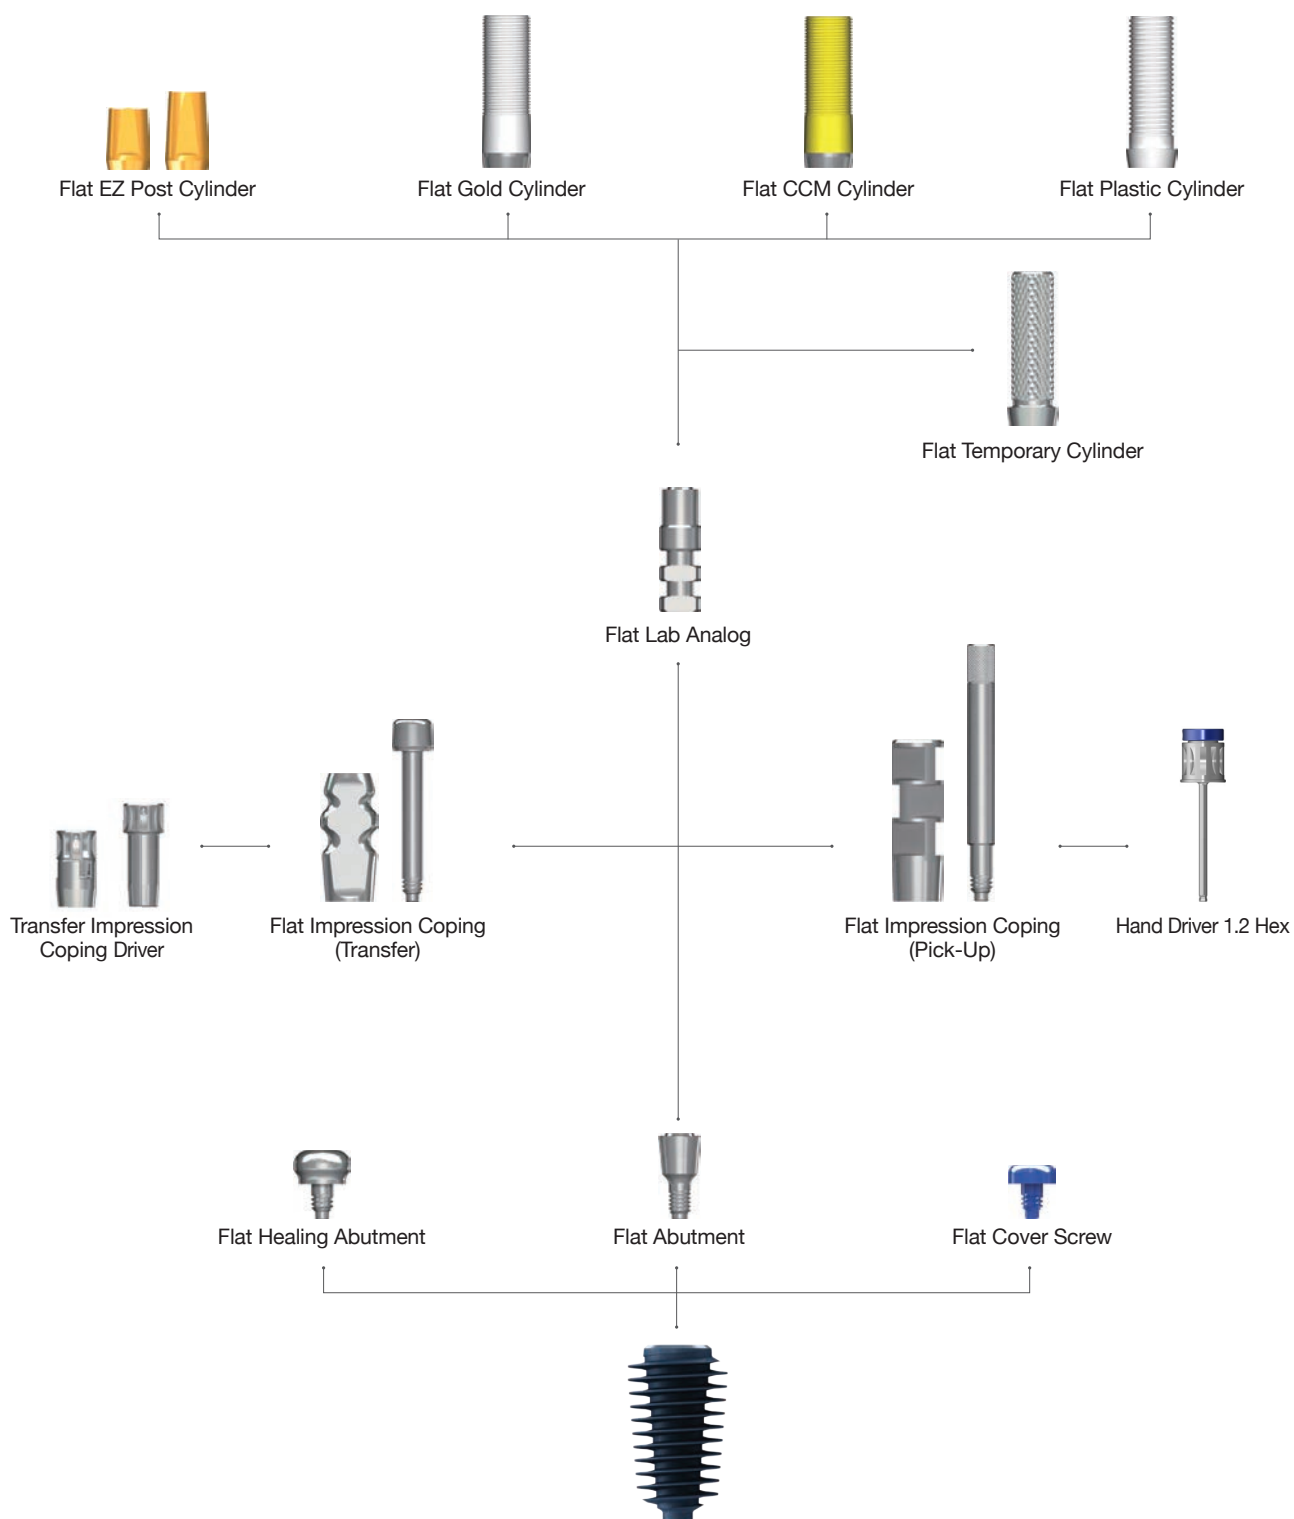 Flat EZ Post Cylinder
Flat Gold Cylinder
Flat CCM Cylinder
Flat Plastic Cylinder
Flat Temporary Cylinder
Flat Lab Analog
Transfer Impression
Coping Driver
Flat Impression Coping
(Transfer)
Flat Impression Coping
(Pick-Up)
Hand Driver 1.2 Hex
Flat Healing Abutment
Flat Abutment
Flat Cover Screw